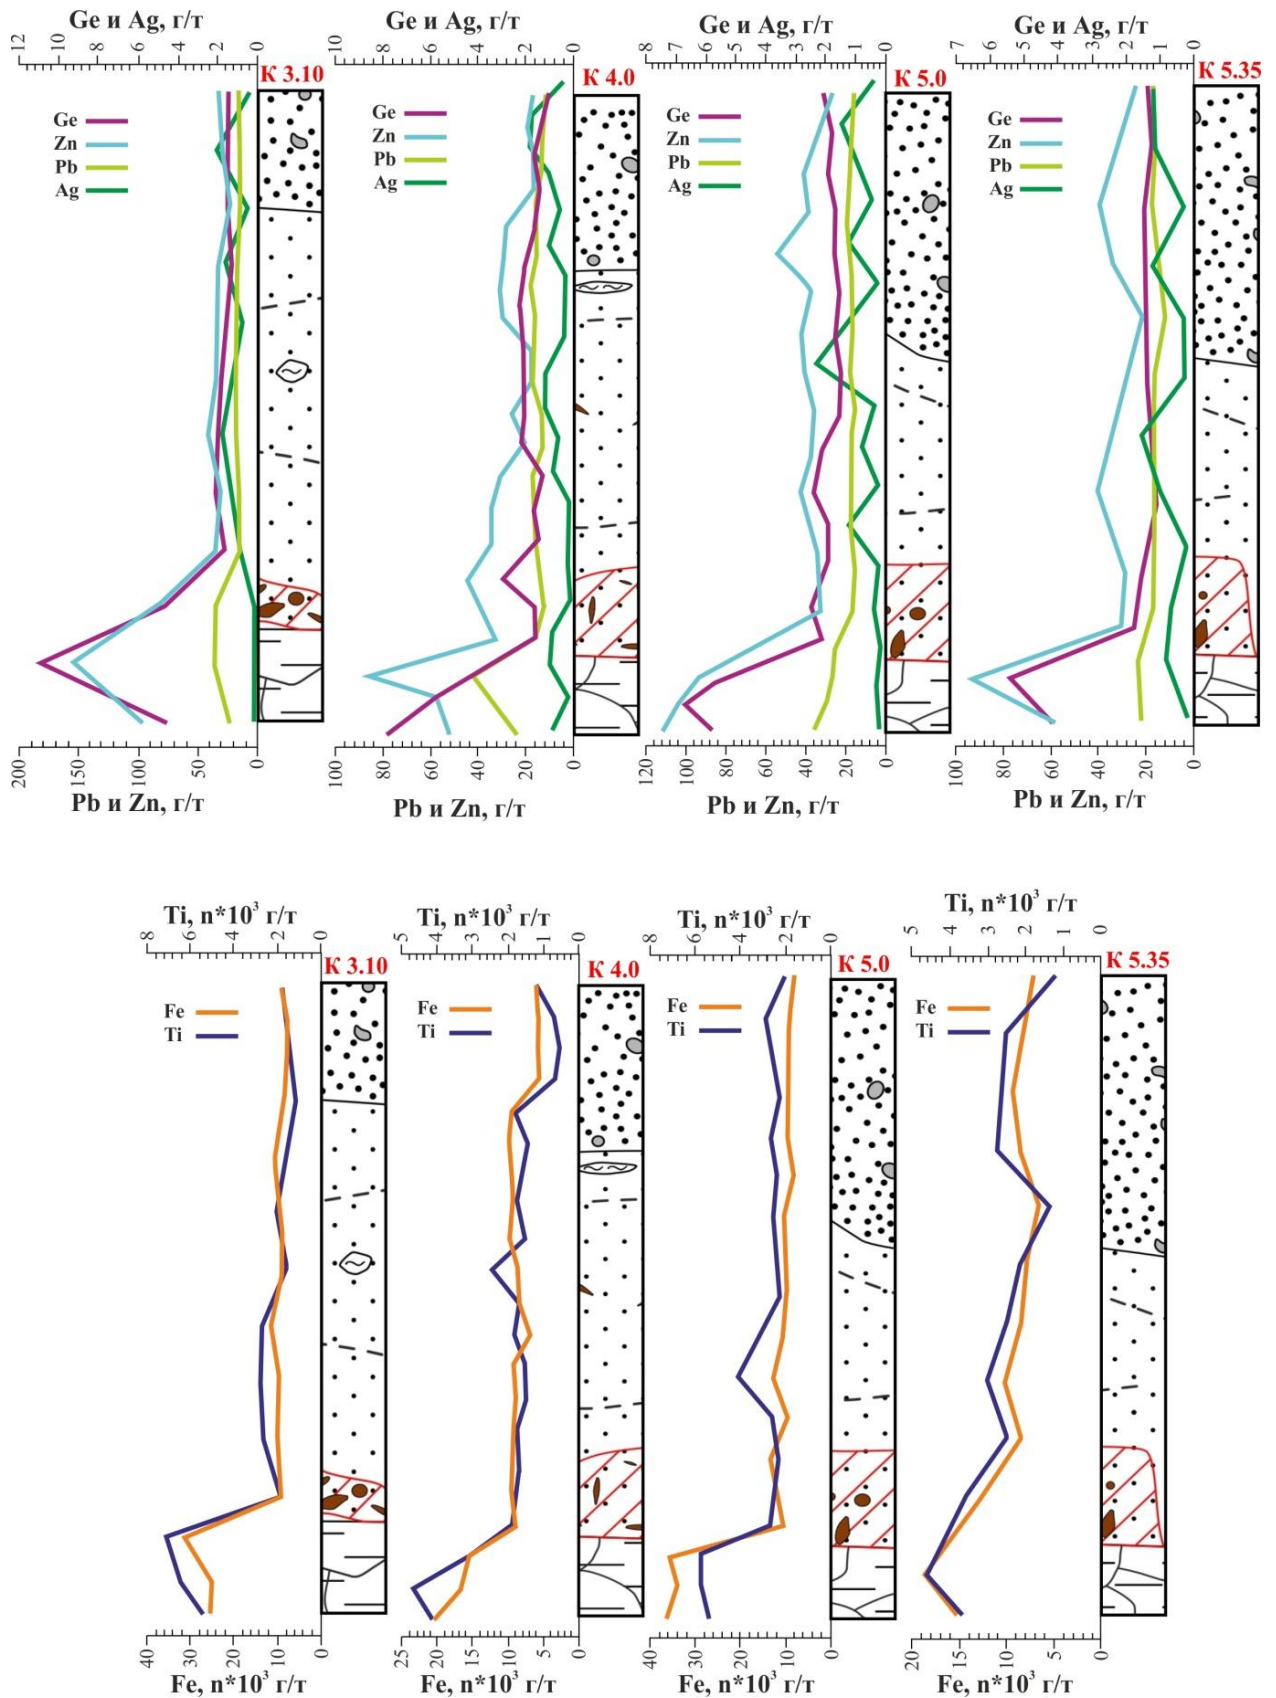 Ge и Ag, г/т
Ge и Ag, г/т
Ge и Ag, г/т
Ge и Ag, г/т
12 10 8 6 4 2 0
10 8 6 4 2 0
8 7 6 5 4 3 2 1 0
7 6 5 4 3 2 1 0
К 3.10
К 4.0
К 5.0
К 5.35
Ge
Zn
Pb
Ag
Ge
Zn
Pb
Ag
Ge
Zn
Pb
Ag
Ge
Zn
Pb
Ag
200 100 50 0
100 80 60 40 20 0
120 100 80 60 40 20 0
100 80 60 40 20 0
Pb и Zn, г/т
Pb и Zn, г/т
Pb и Zn, г/т
Pb и Zn, г/т
Ti, n*10³ г/т
Ti, n*10³ г/т
Ti, n*10³ г/т
Ti, n*10³ г/т
8 6 4 2 0
5 4 3 2 1 0
8 6 4 2 0
5 4 3 2 1 0
К 3.10
К 4.0
К 5.0
К 5.35
Fe
Ti
Fe
Ti
Fe
Ti
Fe
Ti
40 30 20 10 0
25 20 15 10 5 0
40 30 20 10 0
20 15 10 5 0
Fe, n*10³ г/т
Fe, n*10³ г/т
Fe, n*10³ г/т
Fe, n*10³ г/т